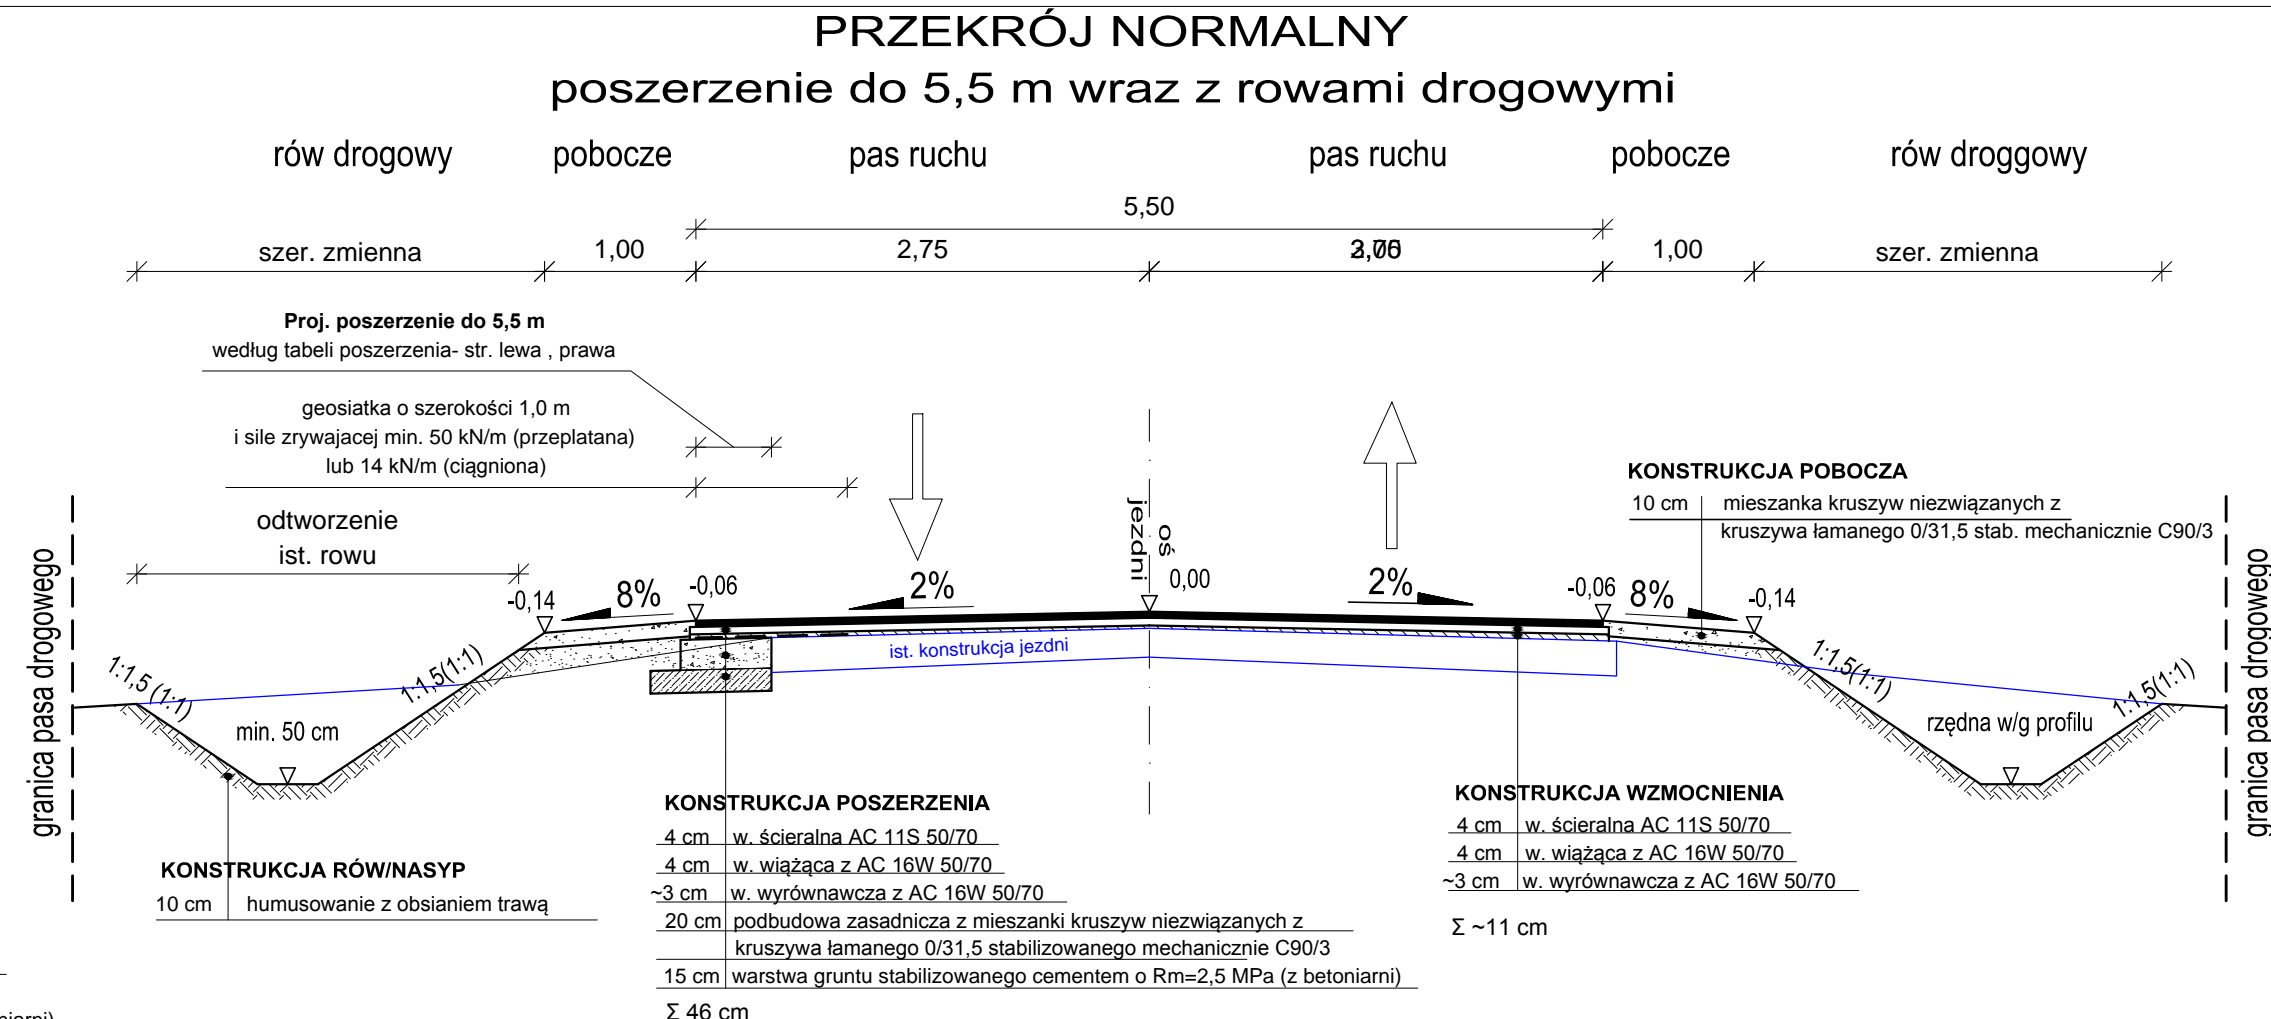 PRZEKRÓJ NORMALNY
poszerzenie do 5,5 m wraz z rowami drogowymi
rów drogowy pobocze pas ruchu pas ruchu pobocze rów droggowy
5,50
szer. zmienna 1,00 2,75 1,00 szer. zmienna
Proj. poszerzenie do 5,5 m
według tabeli poszerzenia- str. lewa , prawa
geosiatka o szerokości 1,0 m
i sile zrywajacej min. 50 kN/m (przeplatana)
lub 14 kN/m (ciągniona)
odtworzenie
ist. rowu
oś
jezdni
KONSTRUKCJA POBOCZA
10 cm mieszanka kruszyw niezwiązanych z
kruszywa łamanego 0/31,5 stab. mechanicznie C90/3
granica pasa drogowego
granica pasa drogowego
-0,14 8% -0,06 2% 0,00 2% -0,06 8% -0,14
ist. konstrukcja jezdni
1:1,5 (1:1) 1:1,5(1:1) 1:1,5(1:1) 1:1,5(1:1)
min. 50 cm
rzędna w/g profilu
KONSTRUKCJA RÓW/NASYP
10 cm humusowanie z obsianiem trawą
KONSTRUKCJA POSZERZENIA
4 cm w. ścieralna AC 11S 50/70
4 cm w. wiążąca z AC 16W 50/70
~3 cm w. wyrównawcza z AC 16W 50/70
20 cm podbudowa zasadnicza z mieszanki kruszyw niezwiązanych z
kruszywa łamanego 0/31,5 stabilizowanego mechanicznie C90/3
15 cm warstwa gruntu stabilizowanego cementem o Rm=2,5 MPa (z betoniarni)
Σ 46 cm
KONSTRUKCJA WZMOCNIENIA
4 cm w. ścieralna AC 11S 50/70
4 cm w. wiążąca z AC 16W 50/70
~3 cm w. wyrównawcza z AC 16W 50/70
Σ ~11 cm